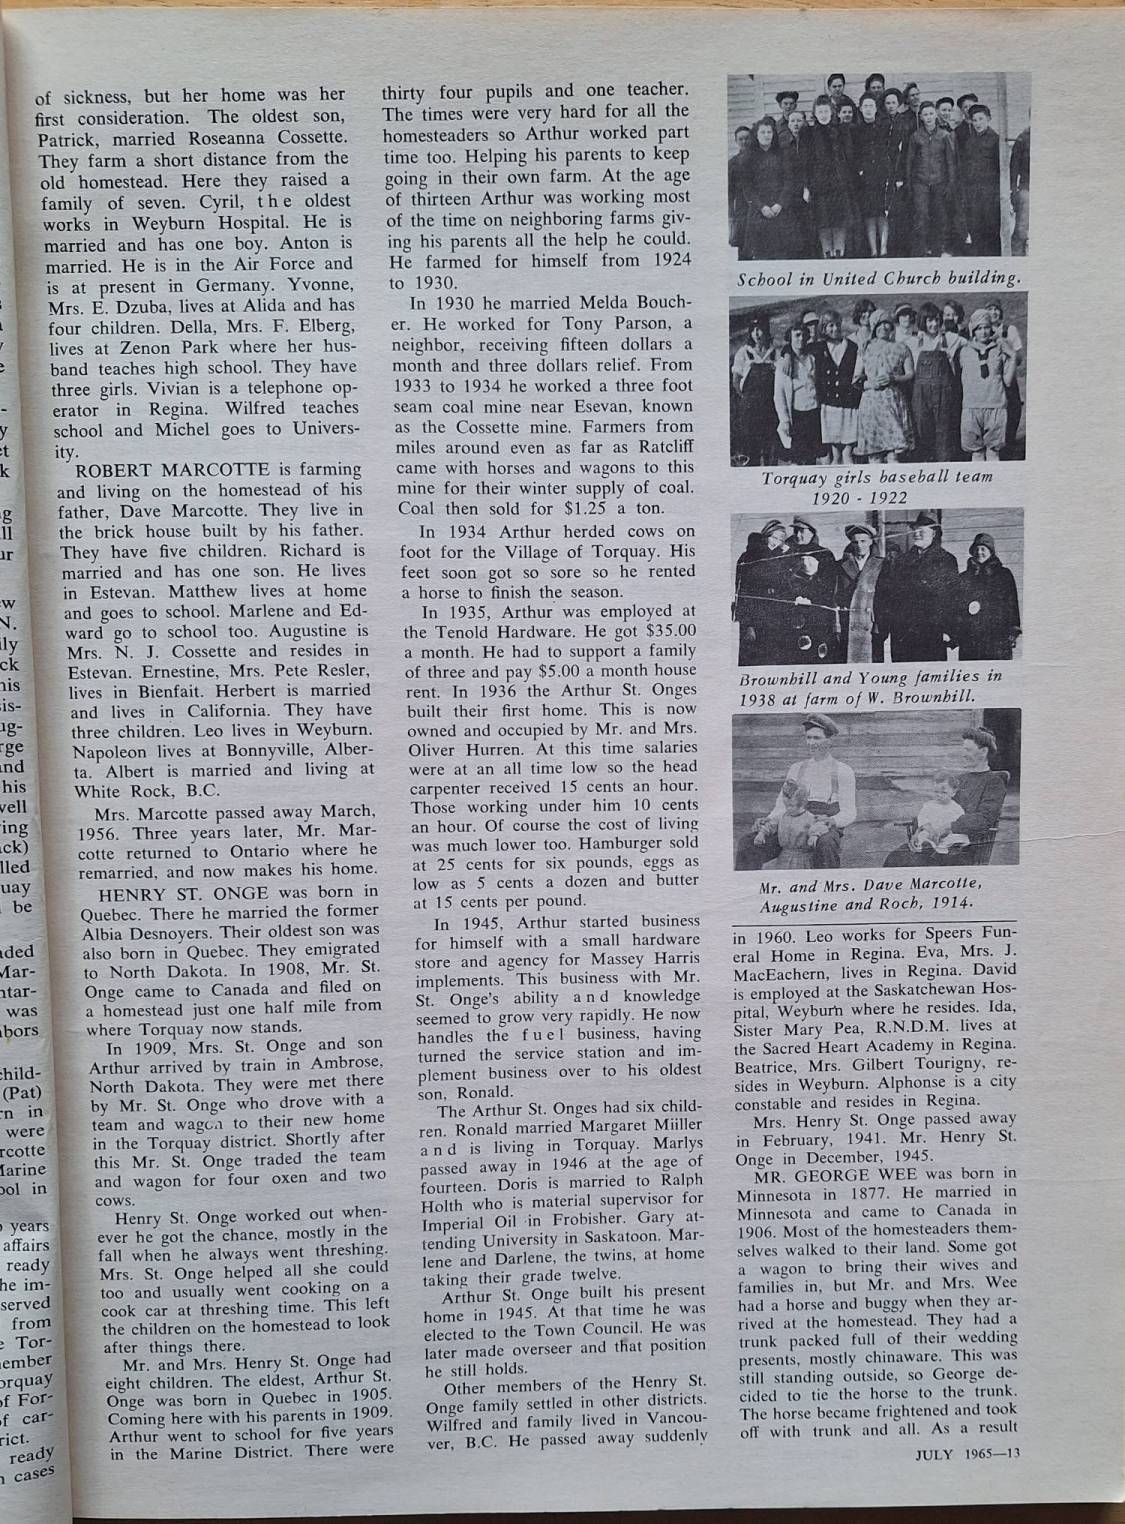 of sickness, but her home was her
first consideration. The oldest son,
Patrick, married Roseanna Cossette.
They farm a short distance from the
old homestead. Here they raised a
family of seven. Cyril, the oldest
works in Weyburn Hospital. He is
married and has one boy. Anton is
married. He is in the Air Force and
is at present in Germany. Yvonne,
Mrs. E. Dzuba, lives at Alida and has
four children. Della, Mrs. F. Elberg,
lives at Zenon Park where her hus-
band teaches high school. They have
three girls. Vivian is a telephone op-
erator in Regina. Wilfred teaches
school and Michel goes to Univers-
ity.
ROBERT MARCOTTE is farming
and living on the homestead of his
father, Dave Marcotte. They live in
the brick house built by his father.
They have five children. Richard is
married and has one son. He lives
in Estevan. Matthew lives at home
and goes to school. Marlene and Ed-
ward go to school too. Augustine is
Mrs. N. J. Cossette and resides in
Estevan. Ernestine, Mrs. Pete Resler,
lives in Bienfait. Herbert is married
and lives in California. They have
three children. Leo lives in Weyburn.
Napoleon lives at Bonnyville, Alber-
ta. Albert is married and living at
White Rock, B.C.
Mrs. Marcotte passed away March,
1956. Three years later, Mr. Mar-
cotte returned to Ontario where he
remarried, and now makes his home.
HENRY ST. ONGE was born in
Quebec. There he married the former
Albia Desnoyers. Their oldest son was
also born in Quebec. They emigrated
to North Dakota. In 1908, Mr. St.
Onge came to Canada and filed on
a homestead just one half mile from
where Torquay now stands.
In 1909, Mrs. St. Onge and son
Arthur arrived by train in Ambrose,
North Dakota. They were met there
by Mr. St. Onge who drove with a
team and wagon to their new home
in the Torquay district. Shortly after
this Mr. St. Onge traded the team
and wagon for four oxen and two
cows.
Henry St. Onge worked out when-
ever he got the chance, mostly in the
fall when he always went threshing.
Mrs. St. Onge helped all she could
too and usually went cooking on a
cook car at threshing time. This left
the children on the homestead to look
after things there.
Mr. and Mrs. Henry St. Onge had
eight children. The eldest, Arthur St.
Onge was born in Quebec in 1905.
Coming here with his parents in 1909.
Arthur went to school for five years
in the Marine District. There were
thirty four pupils and one teacher.
The times were very hard for all the
homesteaders so Arthur worked part
time too. Helping his parents to keep
going in their own farm. At the age
of thirteen Arthur was working most
of the time on neighboring farms giv-
ing his parents all the help he could.
He farmed for himself from 1924
to 1930.
In 1930 he married Melda Bouch-
er. He worked for Tony Parson, a
neighbor, receiving fifteen dollars a
month and three dollars relief. From
1933 to 1934 he worked a three foot
seam coal mine near Esevan, known
as the Cossette mine. Farmers from
miles around even as far as Ratcliff
came with horses and wagons to this
mine for their winter supply of coal.
Coal then sold for $1.25 a ton.
In 1934 Arthur herded cows on
foot for the Village of Torquay. His
feet soon got so sore so he rented
a horse to finish the season.
In 1935, Arthur was employed at
the Tenold Hardware. He got $35.00
a month. He had to support a family
of three and pay $5.00 a month house
rent. In 1936 the Arthur St. Onges
built their first home. This is now
owned and occupied by Mr. and Mrs.
Oliver Hurren. At this time salaries
were at an all time low so the head
carpenter received 15 cents an hour.
Those working under him 10 cents
an hour. Of course the cost of living
was much lower too. Hamburger sold
at 25 cents for six pounds, eggs as
low as 5 cents a dozen and butter
at 15 cents per pound.
In 1945, Arthur started business
for himself with a small hardware
store and agency for Massey Harris
implements. This business with Mr.
St. Onge's ability and knowledge
seemed to grow very rapidly. He now
handles the fuel business, having
turned the service station and im-
plement business over to his oldest
son, Ronald.
The Arthur St. Onges had six child-
ren. Ronald married Margaret Miiller
and is living in Torquay. Marlys
passed away in 1946 at the age of
fourteen. Doris is married to Ralph
Holth who is material supervisor for
Imperial Oil in Frobisher. Gary at-
tending University in Saskatoon. Mar-
lene and Darlene, the twins, at home
taking their grade twelve.
Arthur St. Onge built his present
home in 1945. At that time he was
elected to the Town Council. He was
later made overseer and that position
he still holds.
Other members of the Henry St.
Onge family settled in other districts.
Wilfred and family lived in Vancou-
ver, B.C. He passed away suddenly
School in United Church building.
Torquay girls baseball team
1920 - 1922
Brownhill and Young families in
1938 at farm of W. Brownhill.
Mr. and Mrs. Dave Marcotte,
Augustine and Roch, 1914.
in 1960. Leo works for Speers Fun-
eral Home in Regina. Eva, Mrs. J.
MacEachern, lives in Regina. David
is employed at the Saskatchewan Hos-
pital, Weyburn where he resides. Ida,
Sister Mary Pea, R.N.D.M. lives at
the Sacred Heart Academy in Regina.
Beatrice, Mrs. Gilbert Tourigny, re-
sides in Weyburn. Alphonse is a city
constable and resides in Regina.
Mrs. Henry St. Onge passed away
in February, 1941. Mr. Henry St.
Onge in December, 1945.
MR. GEORGE WEE was born in
Minnesota in 1877. He married in
Minnesota and came to Canada in
1906. Most of the homesteaders them-
selves walked to their land. Some got
a wagon to bring their wives and
families in, but Mr. and Mrs. Wee
had a horse and buggy when they ar-
rived at the homestead. They had a
trunk packed full of their wedding
presents, mostly chinaware. This was
still standing outside, so George de-
cided to tie the horse to the trunk.
The horse became frightened and took
off with trunk and all. As a result
JULY 1965—13